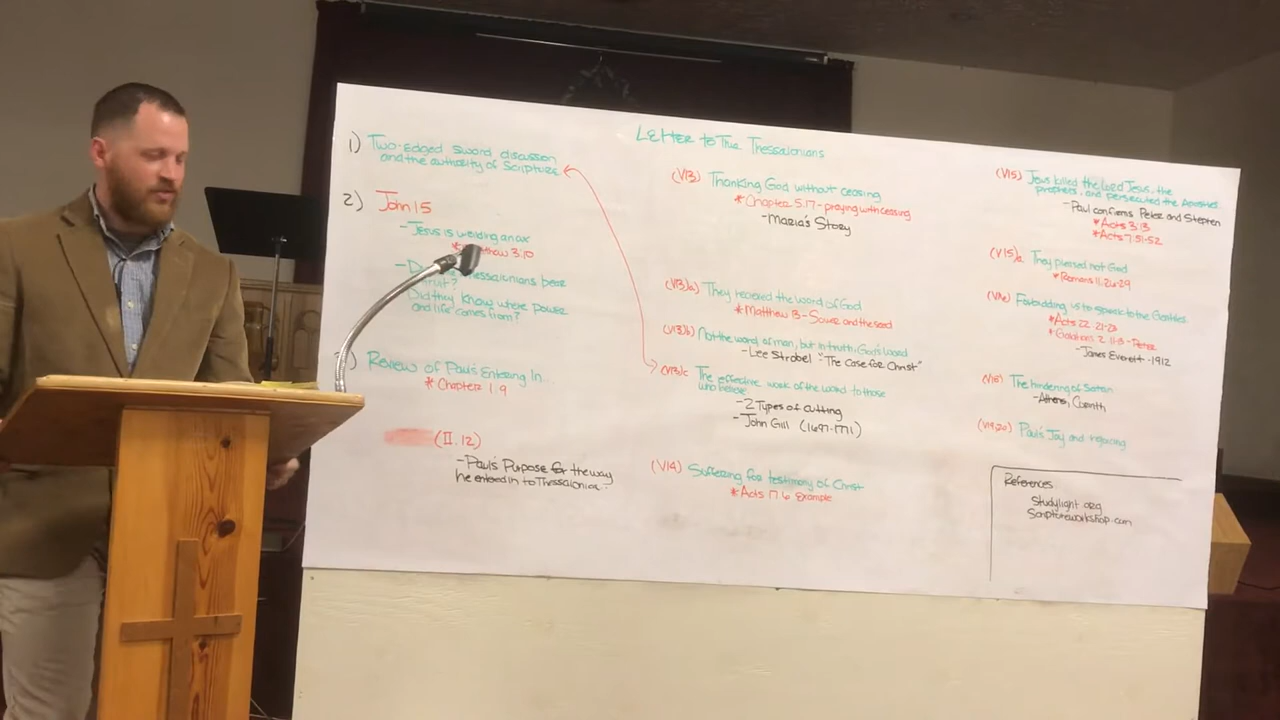 Letter to The Thessalonians
1) Two-edged sword discussion
and the authority of Scripture
2) John 15
- Jesus is welding an ax
3:10
Thessalonians bear
Did they know where power
and life comes from?
) Review of Paul's Entering In
* Chapter 1.9
(II.12)
- Paul's Purpose for the way
he entered in to Thessalonica.
(V13) Thanking God without ceasing
* Chapter 5.17 - praying with ceasing
- Maria's Story
(V13)a) They received the word of God
* Matthew 13 - Sower and the seed
(V13)b) Not the word of man, but in truth, God's word
- Lee Strobel "The Case for Christ"
(V13)c The effective work of the word to those
who believe
- 2 Types of cutting
- John Gill (1697-1771)
(V14) Suffering for testimony of Christ
* Acts 17.6 example
(V15) Jews killed the Lord Jesus, the
prophets, and persecuted the Apostles
- Paul confirms Peter and Stephen
* Acts 3:13
* Acts 7:51-52
(V15)a They pleased not God
* Romans 11:26-29
Forbidding us to speak to the Gentiles
* Acts 22:21-23
* Galatians 2 11-13 - Peter
- James Everett - 1912
The hindering of Satan
- Athens, Corinth
(V19,20) Paul's Joy and rejoicing
References
Studylight.org
Scriptureworkshop.com